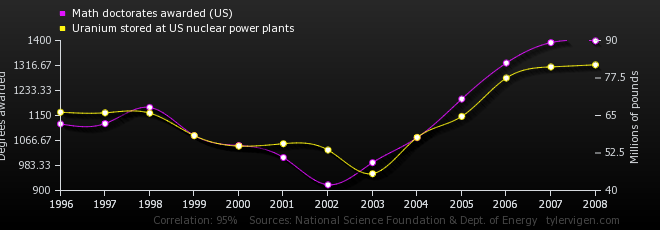 Math doctorates awarded (US)
Uranium stored at US nuclear power plants
1400
1316.67
1233.33
1150
1066.67
983.33
900
Degrees awarded
90
77.5
65
52.5
40
Millions of pounds
1996 1997 1998 1999 2000 2001 2002 2003 2004 2005 2006 2007 2008
Correlation: 95% Sources: National Science Foundation & Dept. of Energy tylervigen.com